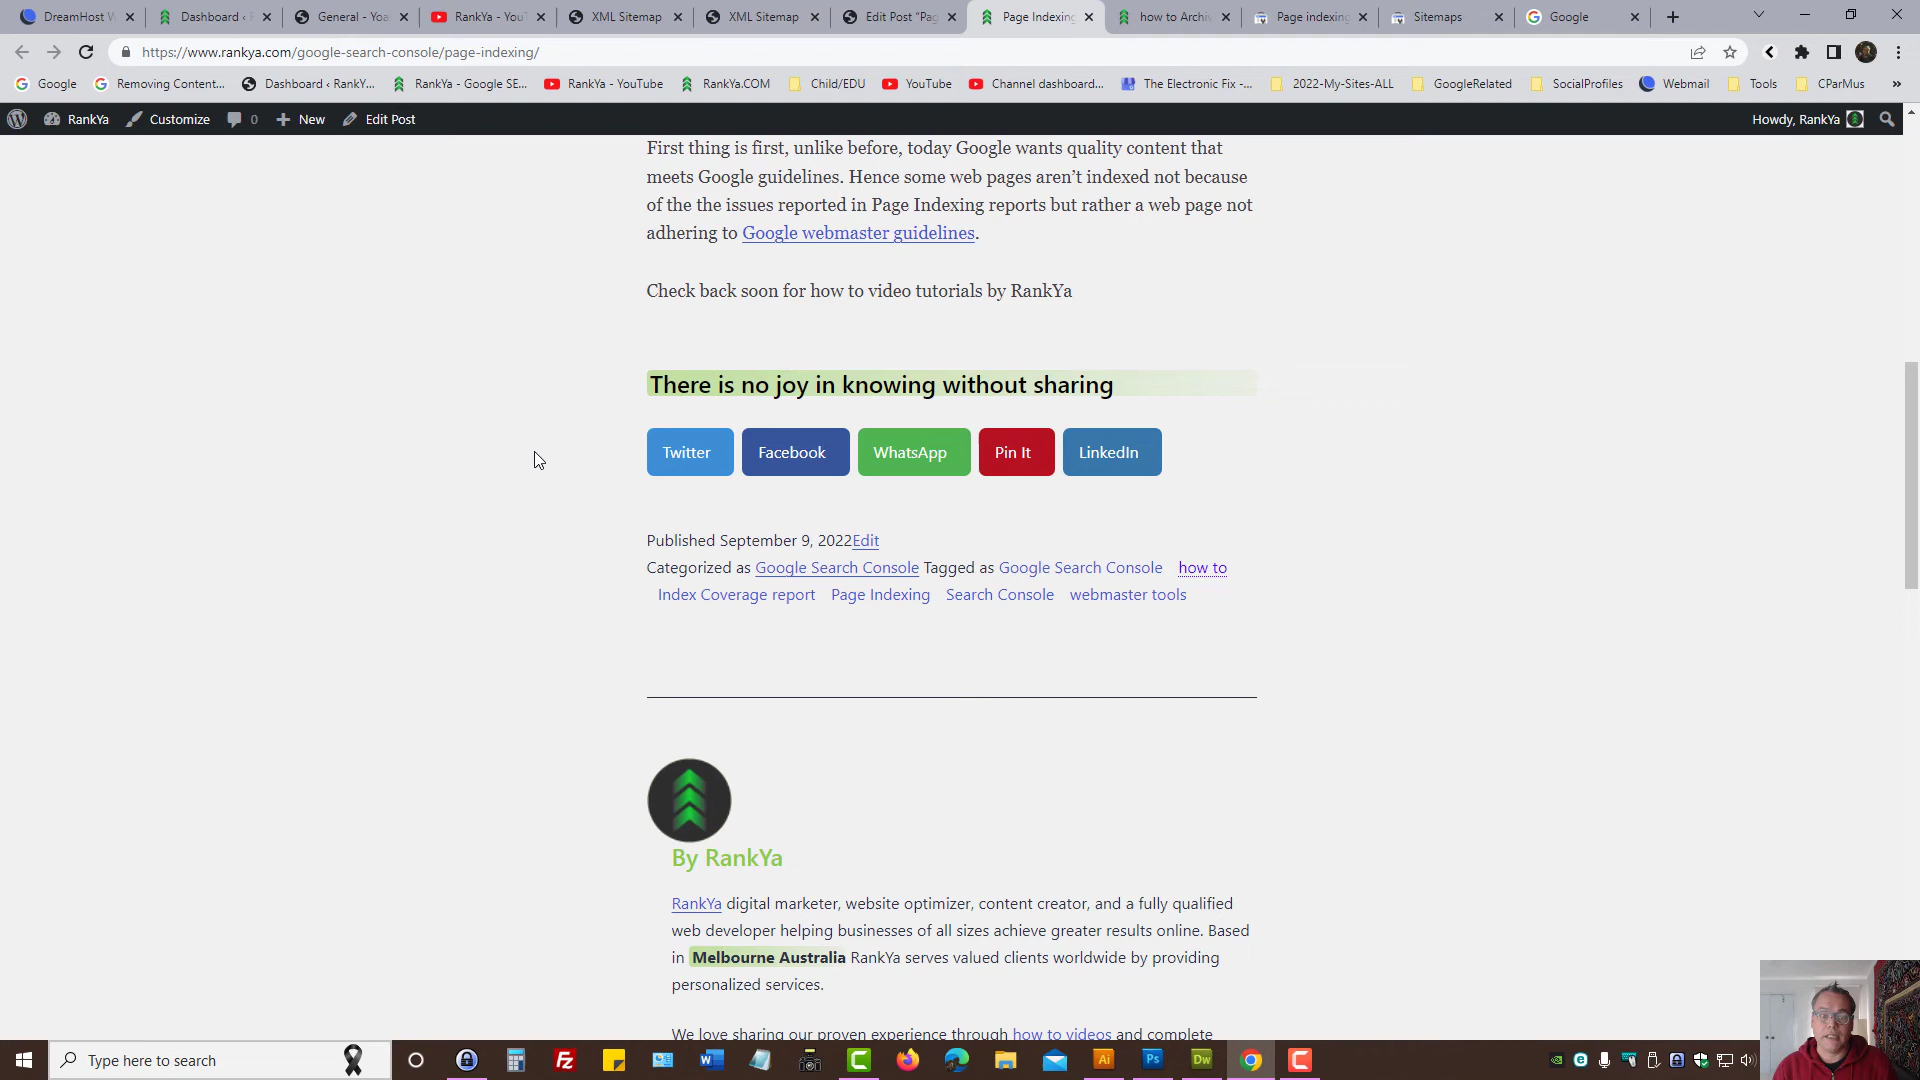 DreamHost W
Dashboard ‹ F
General - Yoa
RankYa - You
XML Sitemap
XML Sitemap
Edit Post "Pag
Page Indexing
how to Archiv
Page indexing
Sitemaps
Google
https://www.rankya.com/google-search-console/page-indexing/
Google
Removing Content...
Dashboard ‹ RankY...
RankYa - Google SE...
RankYa - YouTube
RankYa.COM
Child/EDU
YouTube
Channel dashboard...
The Electronic Fix -...
2022-My-Sites-ALL
GoogleRelated
SocialProfiles
Webmail
Tools
CParMus
»
RankYa
Customize
0
New
Edit Post
Howdy, RankYa
First thing is first, unlike before, today Google wants quality content that
meets Google guidelines. Hence some web pages aren’t indexed not because
of the the issues reported in Page Indexing reports but rather a web page not
adhering to Google webmaster guidelines.
Check back soon for how to video tutorials by RankYa
There is no joy in knowing without sharing
Twitter
Facebook
WhatsApp
Pin It
LinkedIn
Published September 9, 2022Edit
Categorized as Google Search Console Tagged as Google Search Console how to
Index Coverage report Page Indexing Search Console webmaster tools
By RankYa
RankYa digital marketer, website optimizer, content creator, and a fully qualified
web developer helping businesses of all sizes achieve greater results online. Based
in Melbourne Australia RankYa serves valued clients worldwide by providing
personalized services.
We love sharing our proven experience through how to videos and complete
Type here to search
Ai
Ps
Dw